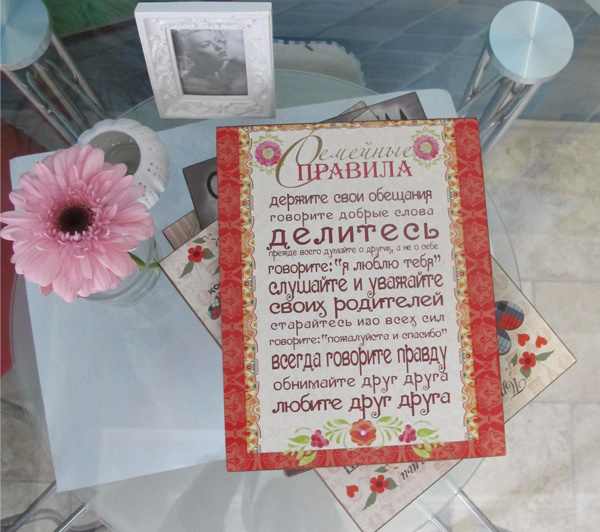 Семейные
ПРАВИЛА
держите свои обещания
говорите добрые слова
делитесь
прежде всего думайте о других, а не о себе
говорите: "я люблю тебя"
слушайте и уважайте
своих родителей
старайтесь изо всех сил
говорите: "пожалуйста и спасибо"
всегда говорите правду
обнимайте друг друга
любите друг друга